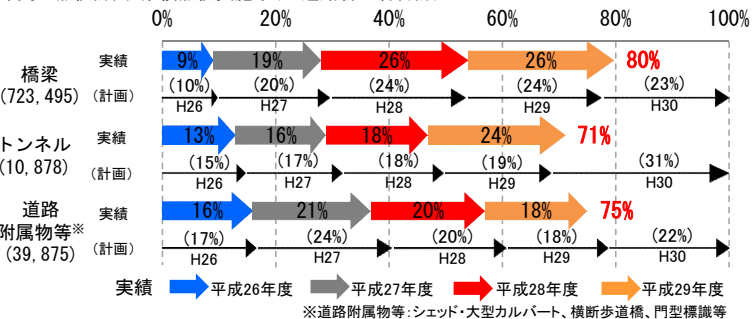 0% 20% 40% 60% 80% 100%
橋梁
(723,495)
実績 9% 19% 26% 26% 80%
(計画) (10%) (20%) (24%) (24%) (23%)
H26 H27 H28 H29 H30
トンネル
(10,878)
実績 13% 16% 18% 24% 71%
(計画) (15%) (17%) (18%) (19%) (31%)
H26 H27 H28 H29 H30
道路
附属物等※
(39,875)
実績 16% 21% 20% 18% 75%
(計画) (17%) (24%) (20%) (18%) (22%)
H26 H27 H28 H29 H30
実績 平成26年度 平成27年度 平成28年度 平成29年度
※道路附属物等:シェッド・大型カルバート、横断歩道橋、門型標識等